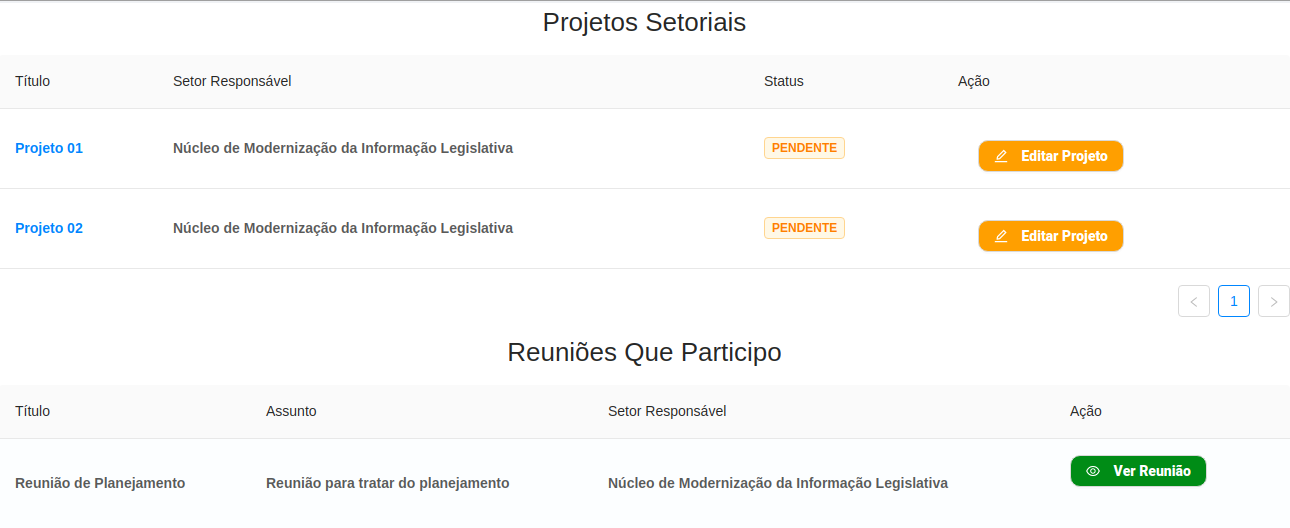 Projetos Setoriais
Título Setor Responsável Status Ação
Projeto 01 Núcleo de Modernização da Informação Legislativa PENDENTE Editar Projeto
Projeto 02 Núcleo de Modernização da Informação Legislativa PENDENTE Editar Projeto
1
Reuniões Que Participo
Título Assunto Setor Responsável Ação
Reunião de Planejamento Reunião para tratar do planejamento Núcleo de Modernização da Informação Legislativa Ver Reunião